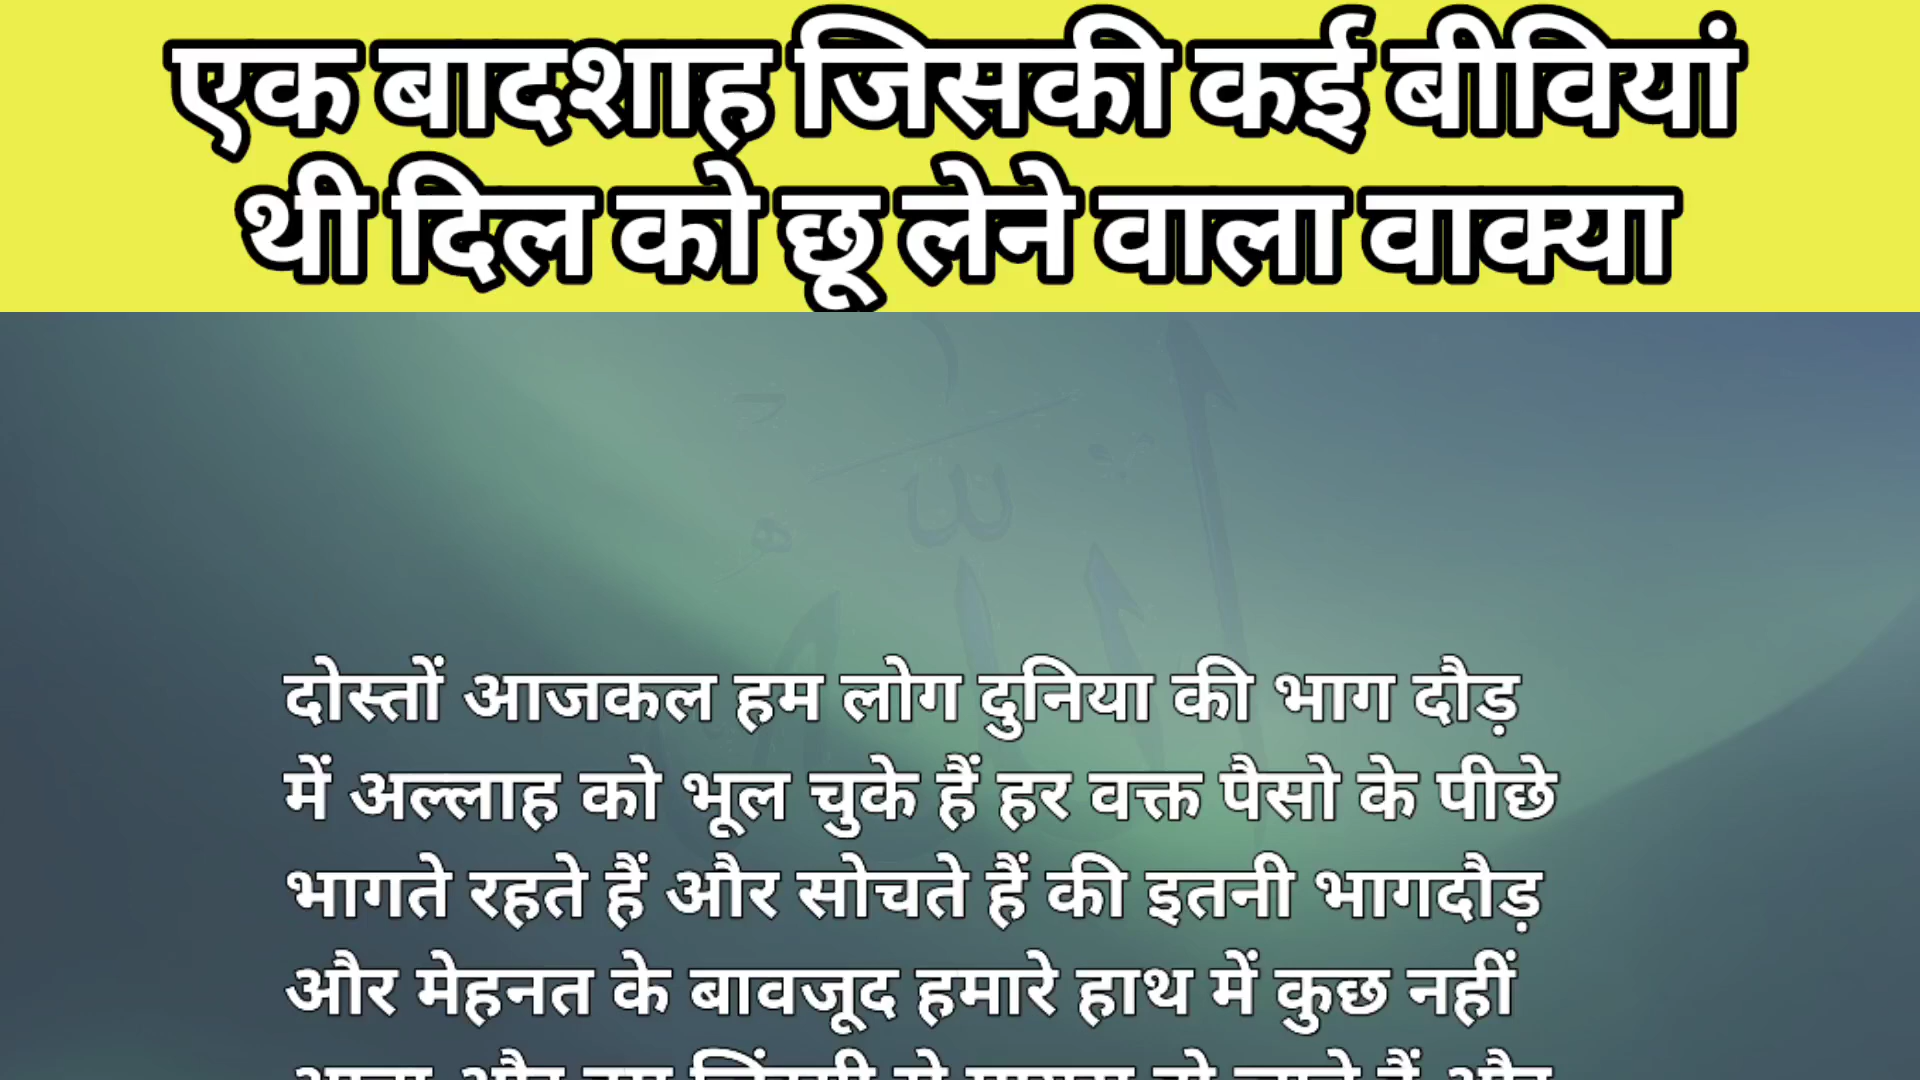 एक बादशाह जिसकी कई बीवियां
थी दिल को छू लेने वाला वाक्या
दोस्तों आजकल हम लोग दुनिया की भाग दौड़
में अल्लाह को भूल चुके हैं हर वक्त पैसो के पीछे
भागते रहते हैं और सोचते हैं की इतनी भागदौड़
और मेहनत के बावजूद हमारे हाथ में कुछ नहीं